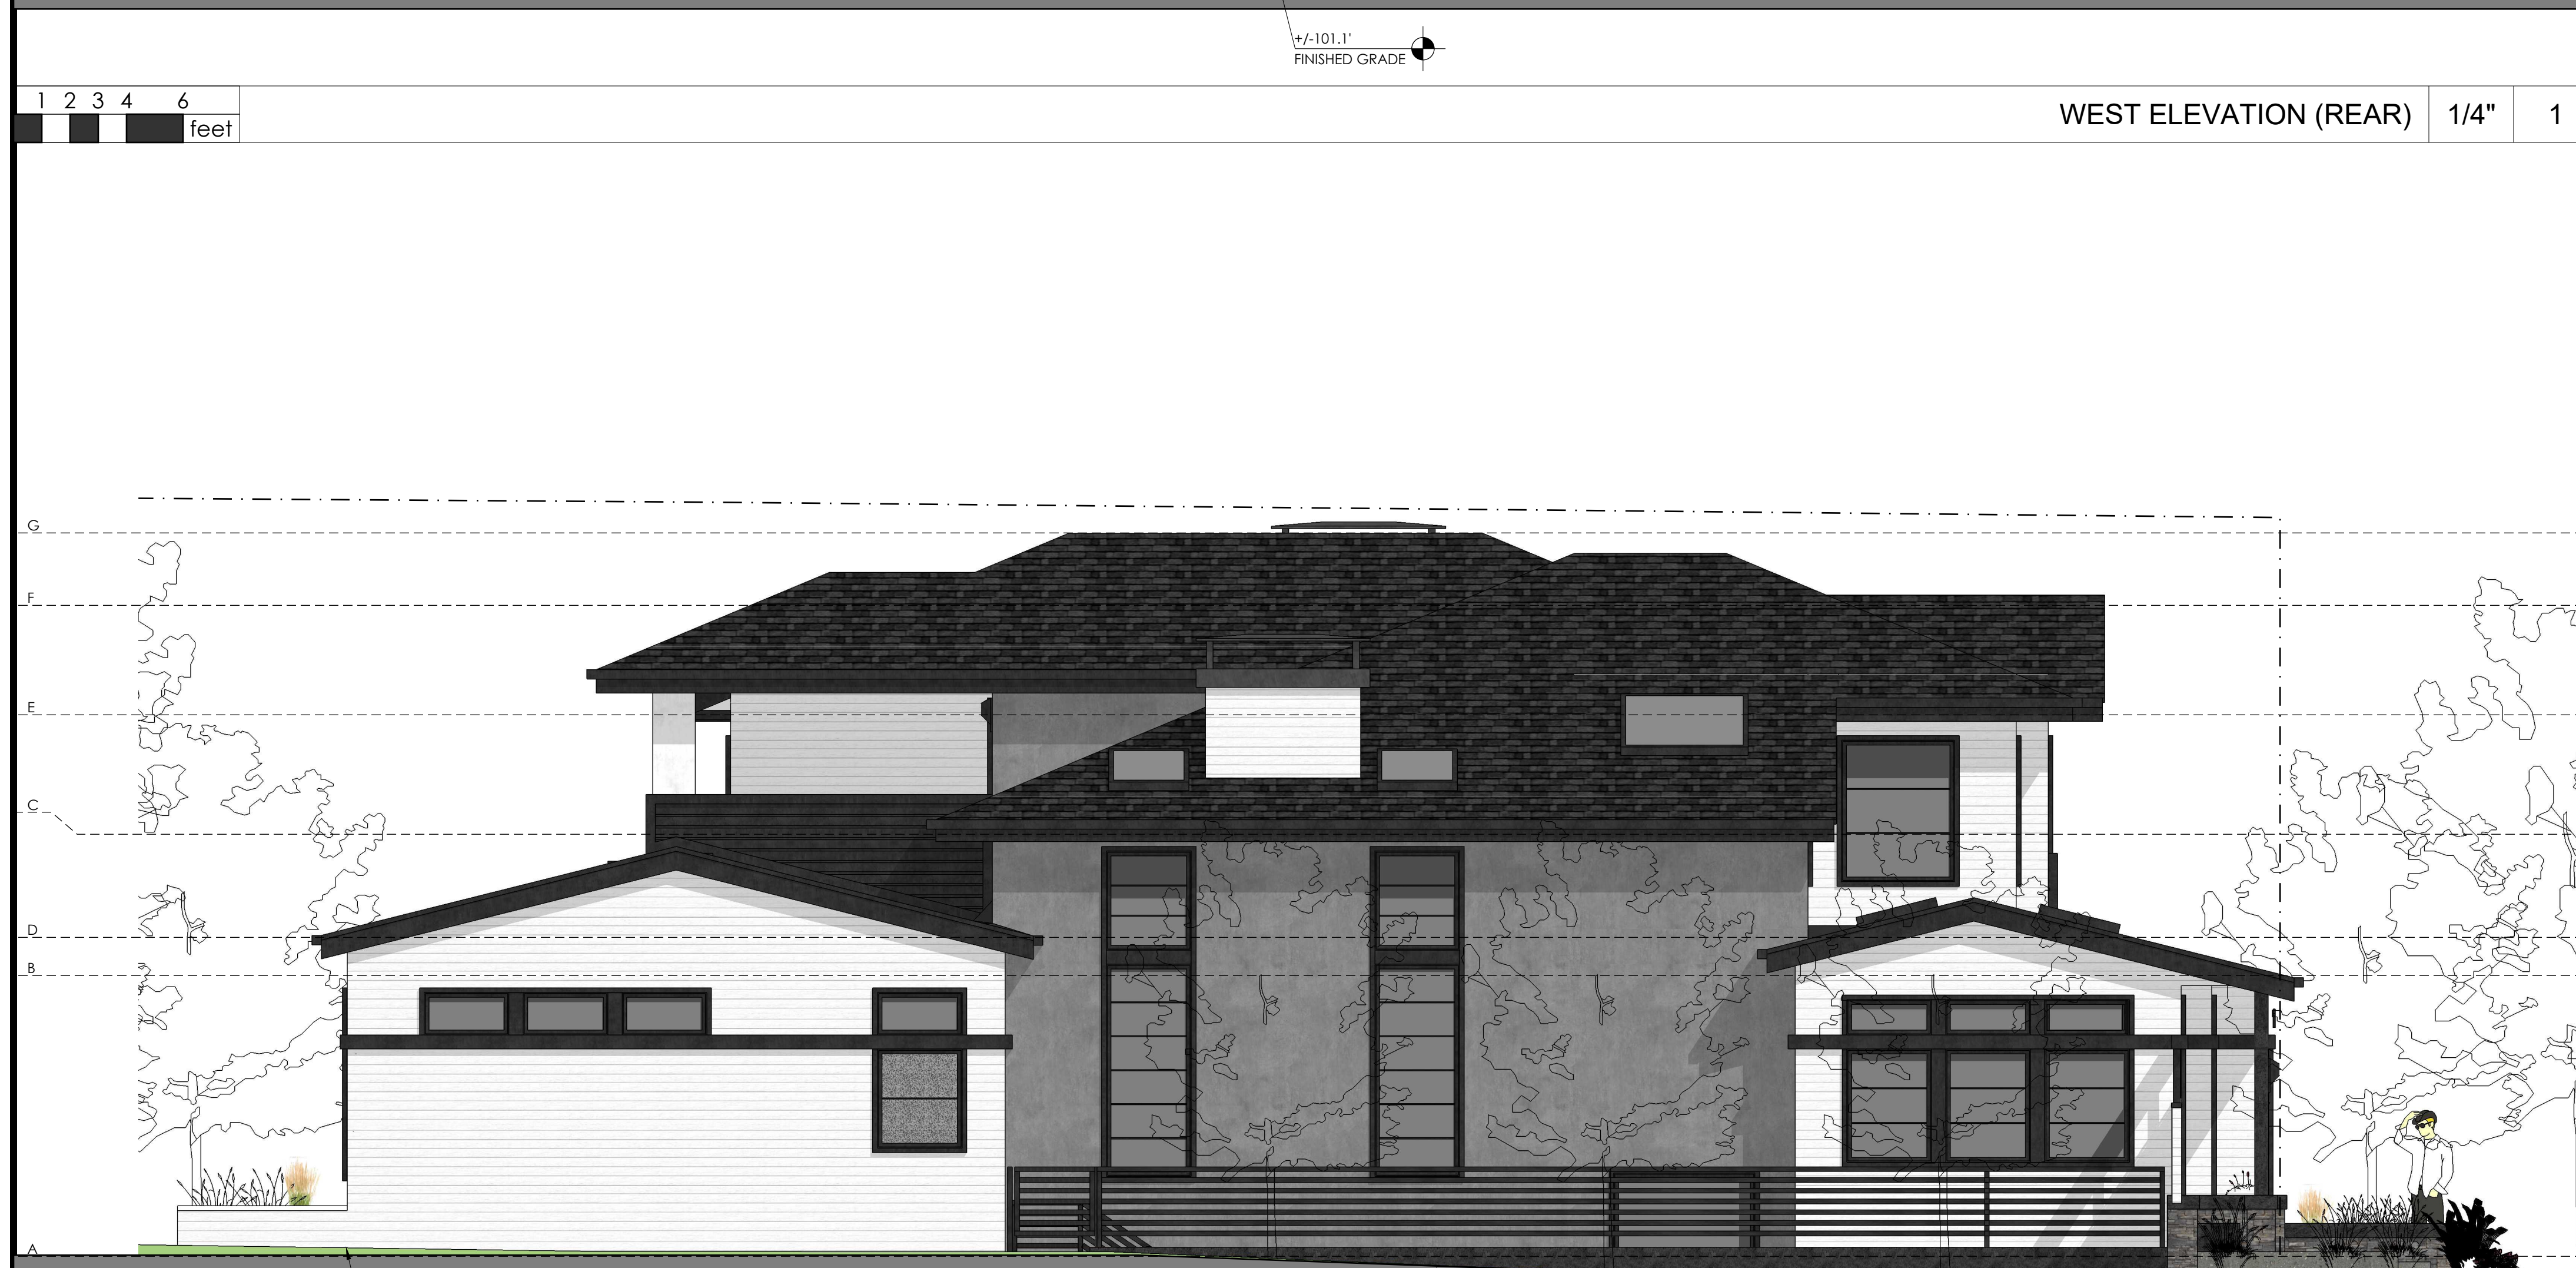 +/-101.1'
FINISHED GRADE
1 2 3 4 6
feet
WEST ELEVATION (REAR) 1/4" 1
G
F
E
C
D
B
A